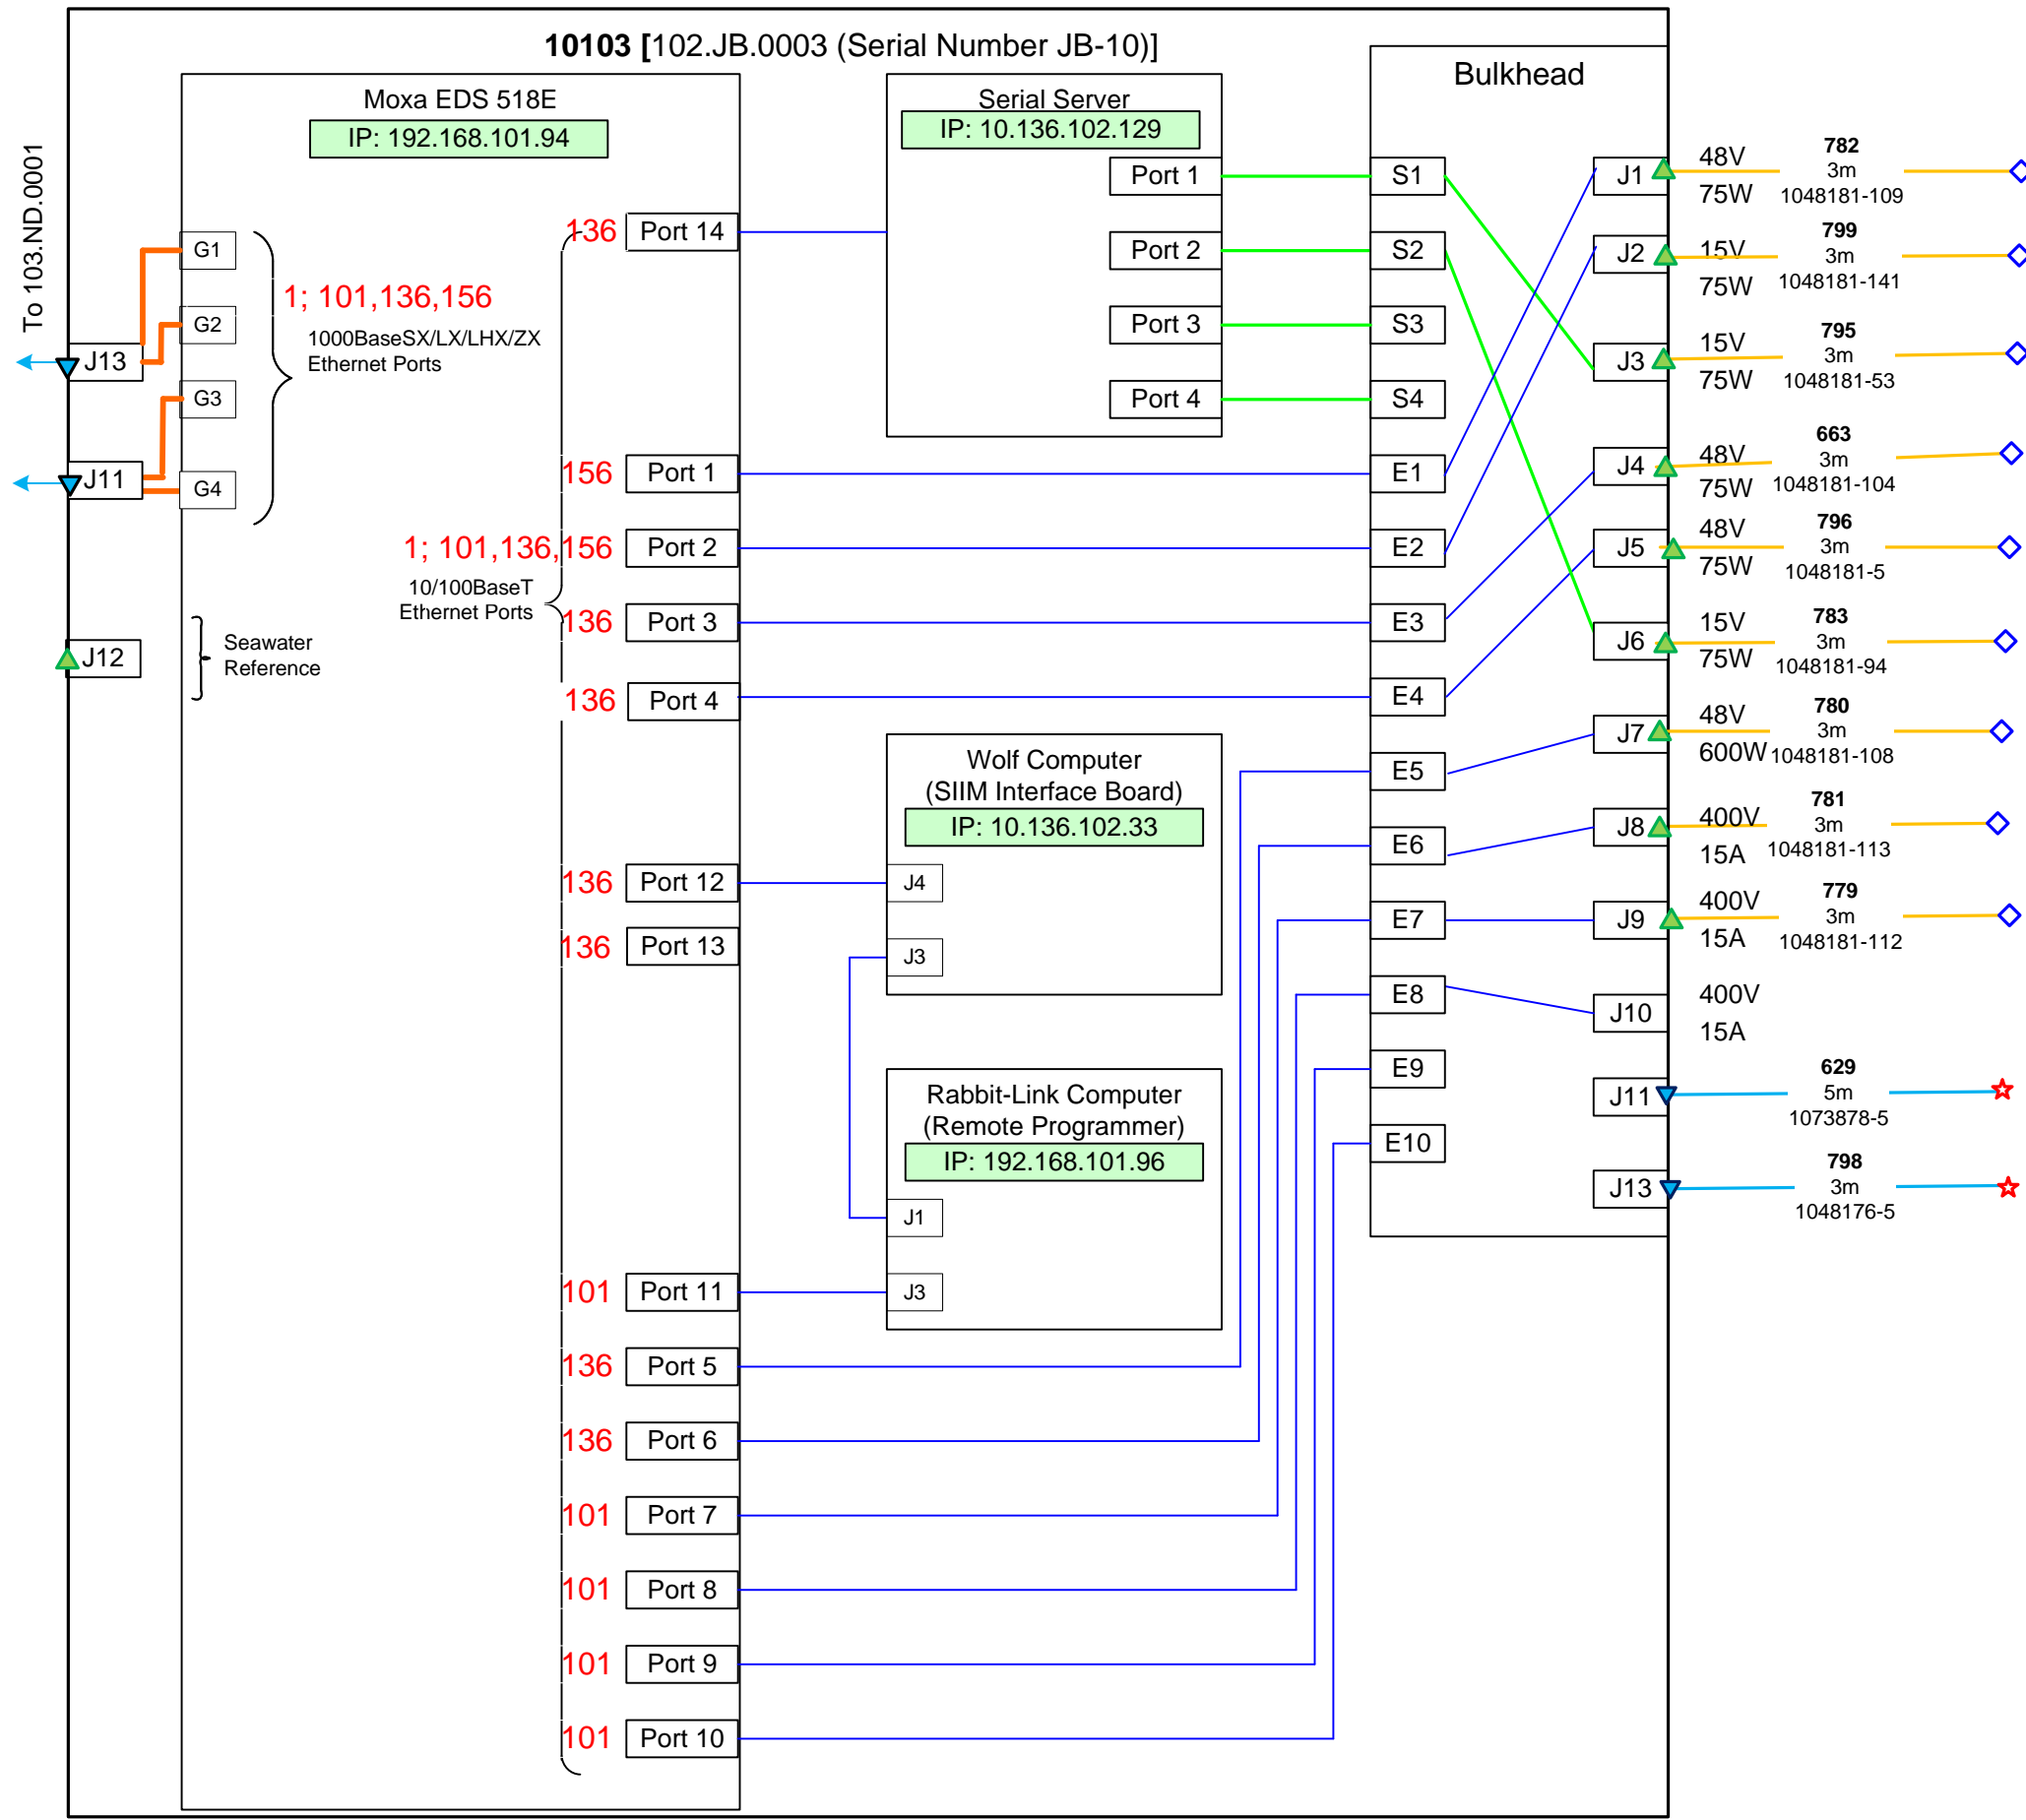 10103 [102.JB.0003 (Serial Number JB-10)]
To 103.ND.0001
Moxa EDS 518E
IP: 192.168.101.94
G1
G2
G3
G4
1; 101,136,156
1000BaseSX/LX/LHX/ZX
Ethernet Ports
J13
J11
J12
Seawater
Reference
136 Port 14
156 Port 1
1; 101,136,156 Port 2
10/100BaseT
Ethernet Ports
136 Port 3
136 Port 4
136 Port 12
136 Port 13
101 Port 11
136 Port 5
136 Port 6
101 Port 7
101 Port 8
101 Port 9
101 Port 10
Serial Server
IP: 10.136.102.129
Port 1
Port 2
Port 3
Port 4
Wolf Computer
(SIIM Interface Board)
IP: 10.136.102.33
J4
J3
Rabbit-Link Computer
(Remote Programmer)
IP: 192.168.101.96
J1
J3
Bulkhead
S1
S2
S3
S4
E1
E2
E3
E4
E5
E6
E7
E8
E9
E10
J1
48V
75W
782
3m
1048181-109
J2
15V
75W
799
3m
1048181-141
J3
15V
75W
795
3m
1048181-53
J4
48V
75W
663
3m
1048181-104
J5
48V
75W
796
3m
1048181-5
J6
15V
75W
783
3m
1048181-94
J7
48V
600W
780
3m
1048181-108
J8
400V
15A
781
3m
1048181-113
J9
400V
15A
779
3m
1048181-112
J10
400V
15A
J11
629
5m
1073878-5
J13
798
3m
1048176-5